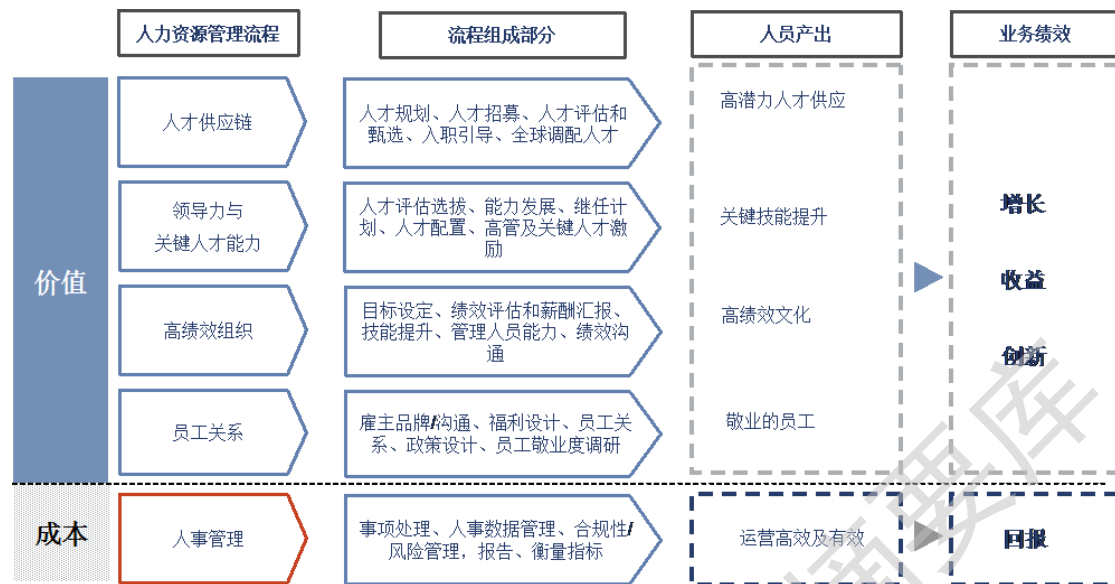 人力资源管理流程
流程组成部分
人员产出
业务绩效
价值
人才供应链
人才规划、人才招募、人才评估和
甄选、入职引导、全球调配人才
高潜力人才供应
领导力与
关键人才能力
人才评估选拔、能力发展、继任计
划、人才配置、高管及关键人才激
励
关键技能提升
高绩效组织
目标设定、绩效评估和薪酬汇报、
技能提升、管理人员能力、绩效沟
通
高绩效文化
员工关系
雇主品牌/沟通、福利设计、员工关
系、政策设计、员工敬业度调研
敬业的员工
增长
收益
创新
成本
人事管理
事项处理、人事数据管理、合规性/
风险管理，报告、衡量指标
运营高效及有效
回报
摘要库